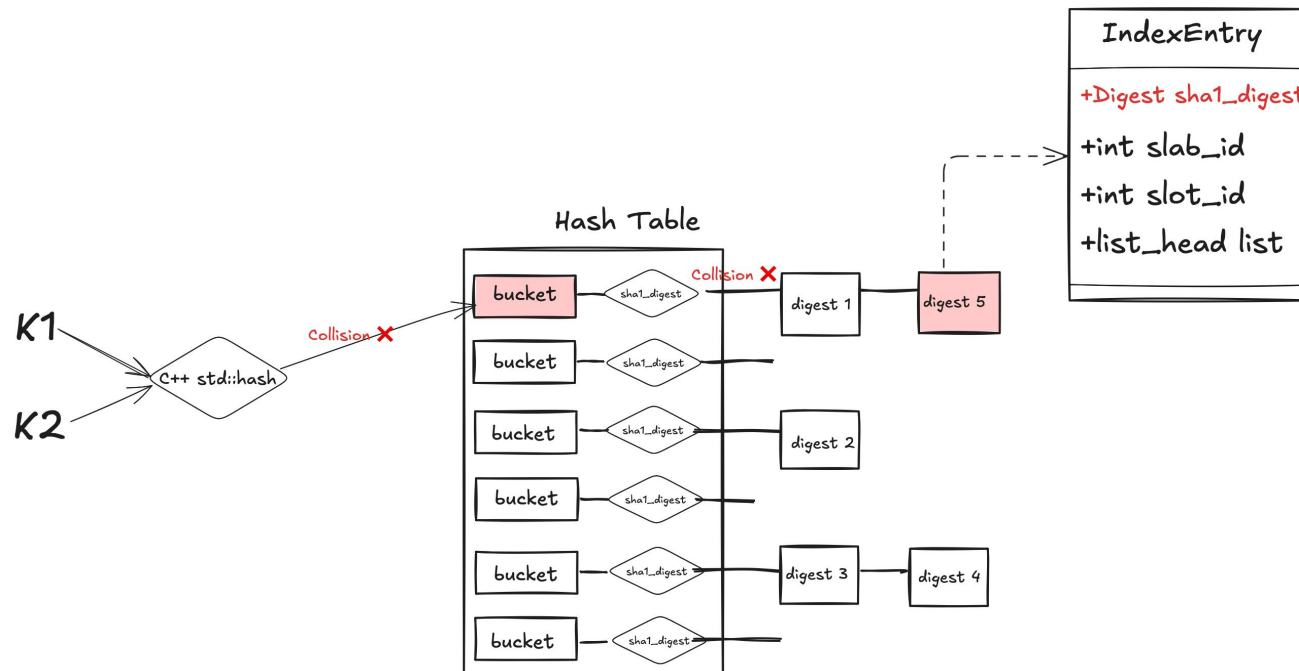 IndexEntry
+Digest sha1_digest
+int slab_id
+int slot_id
+list_head list
Hash Table
K1
K2
C++ std::hash
Collision ❌
bucket
sha1_digest
Collision ❌
digest 1
digest 5
bucket
sha1_digest
bucket
sha1_digest
digest 2
bucket
sha1_digest
bucket
sha1_digest
digest 3
digest 4
bucket
sha1_digest